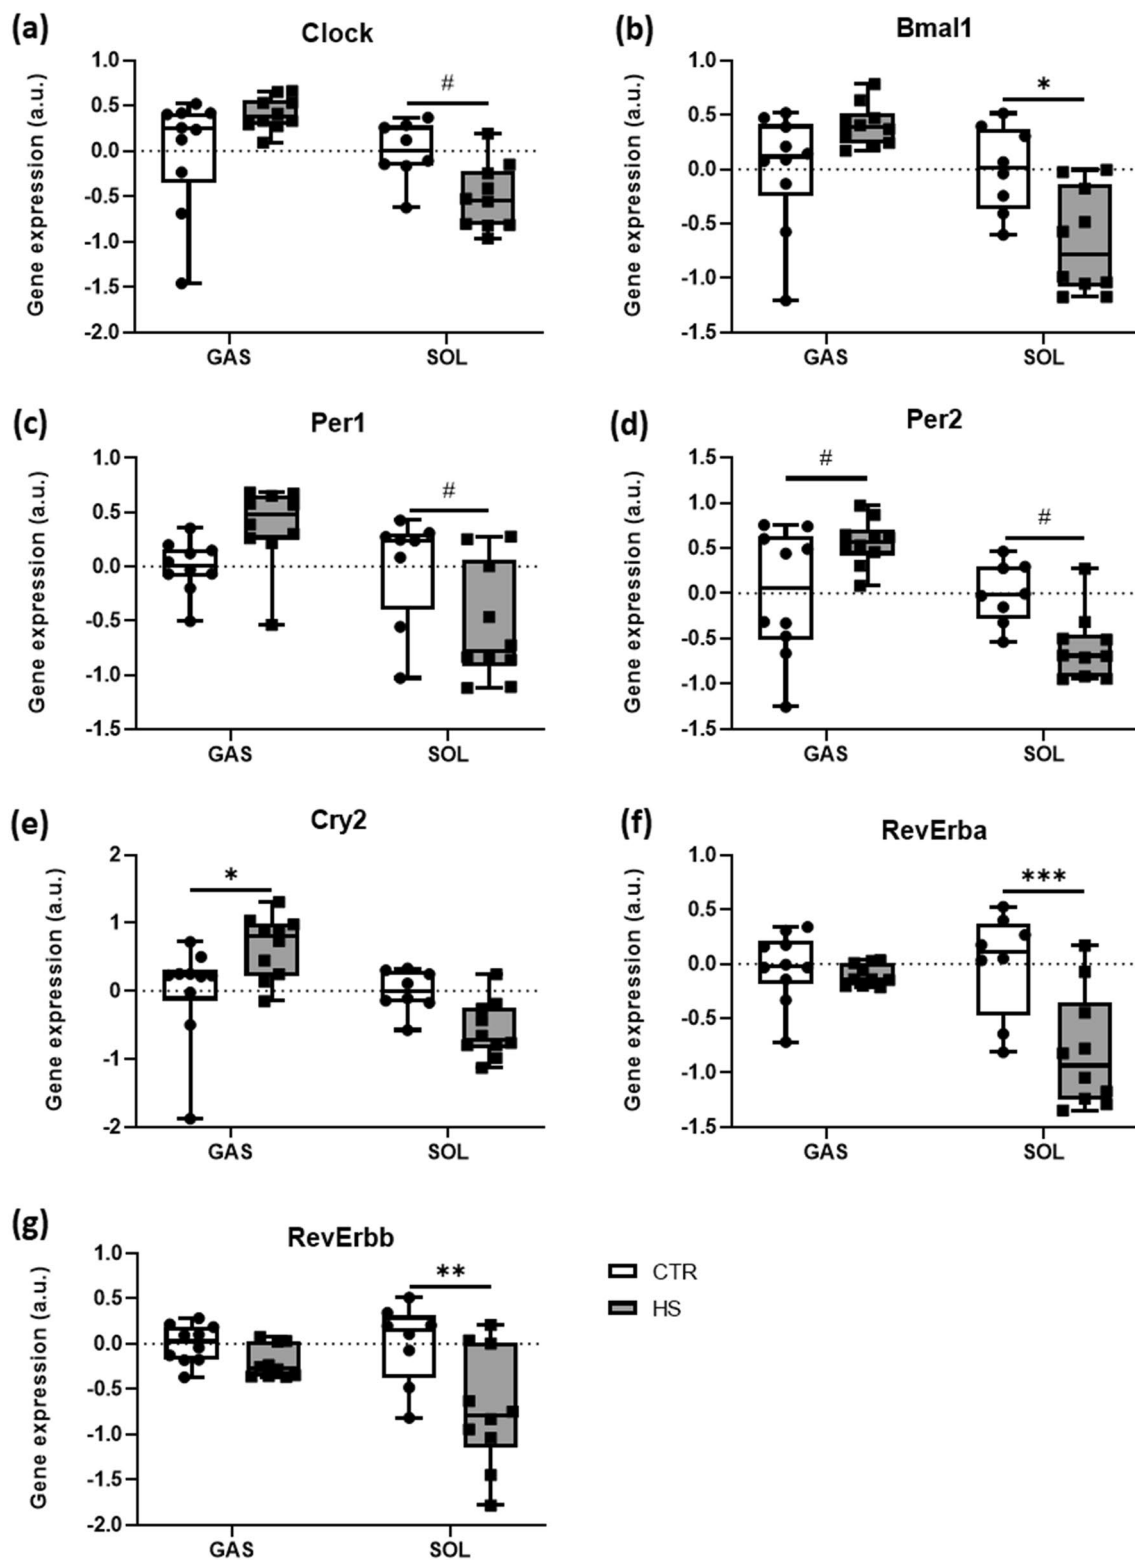 (a)
Clock
Gene expression (a.u.)
1.0
0.5
0.0
-0.5
-1.0
-1.5
-2.0
#
GAS
SOL
(b)
Bmal1
Gene expression (a.u.)
1.0
0.5
0.0
-0.5
-1.0
-1.5
*
GAS
SOL
(c)
Per1
Gene expression (a.u.)
1.0
0.5
0.0
-0.5
-1.0
-1.5
#
GAS
SOL
(d)
Per2
Gene expression (a.u.)
1.5
1.0
0.5
0.0
-0.5
-1.0
-1.5
#
#
GAS
SOL
(e)
Cry2
Gene expression (a.u.)
2
1
0
-1
-2
*
GAS
SOL
(f)
RevErba
Gene expression (a.u.)
1.0
0.5
0.0
-0.5
-1.0
-1.5
***
GAS
SOL
(g)
RevErbb
Gene expression (a.u.)
1.0
0.5
0.0
-0.5
-1.0
-1.5
-2.0
**
GAS
SOL
CTR
HS